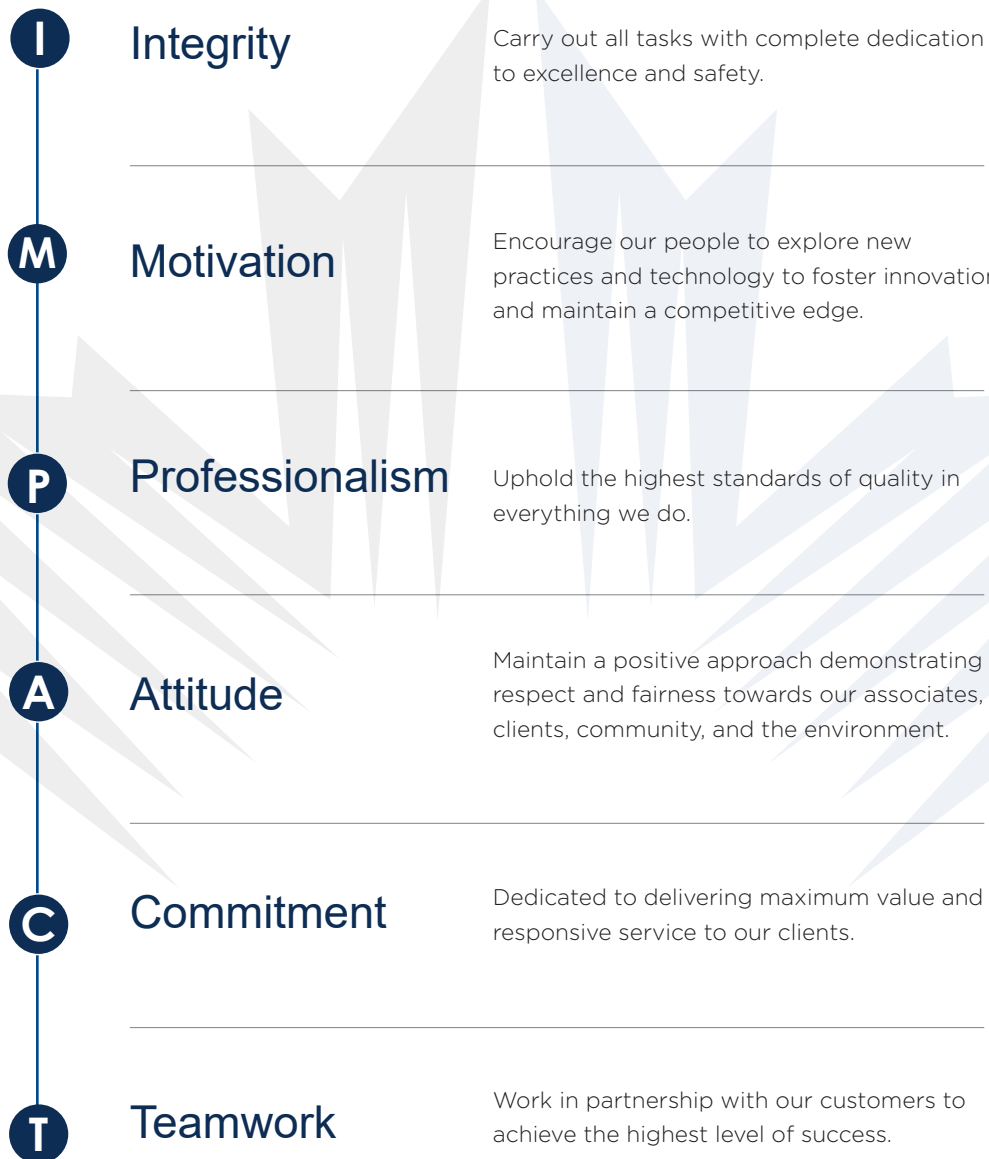 I
Integrity
Carry out all tasks with complete dedication
to excellence and safety.
M
Motivation
Encourage our people to explore new
practices and technology to foster innovation
and maintain a competitive edge.
P
Professionalism
Uphold the highest standards of quality in
everything we do.
A
Attitude
Maintain a positive approach demonstrating
respect and fairness towards our associates,
clients, community, and the environment.
C
Commitment
Dedicated to delivering maximum value and
responsive service to our clients.
T
Teamwork
Work in partnership with our customers to
achieve the highest level of success.